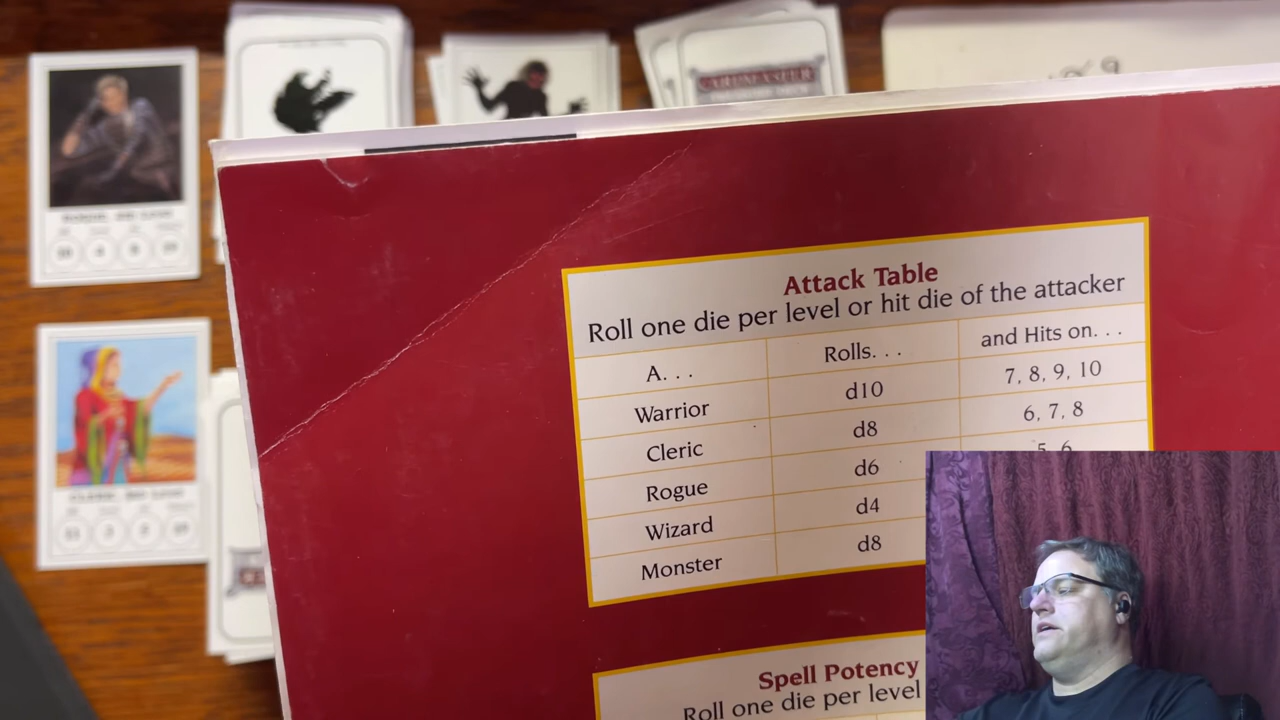 Attack Table
Roll one die per level or hit die of the attacker
A. . . Rolls. . . and Hits on. . .
Warrior d10 7, 8, 9, 10
Cleric d8 6, 7, 8
Rogue d6 5, 6
Wizard d4
Monster d8
Spell Potency
Roll one die per level